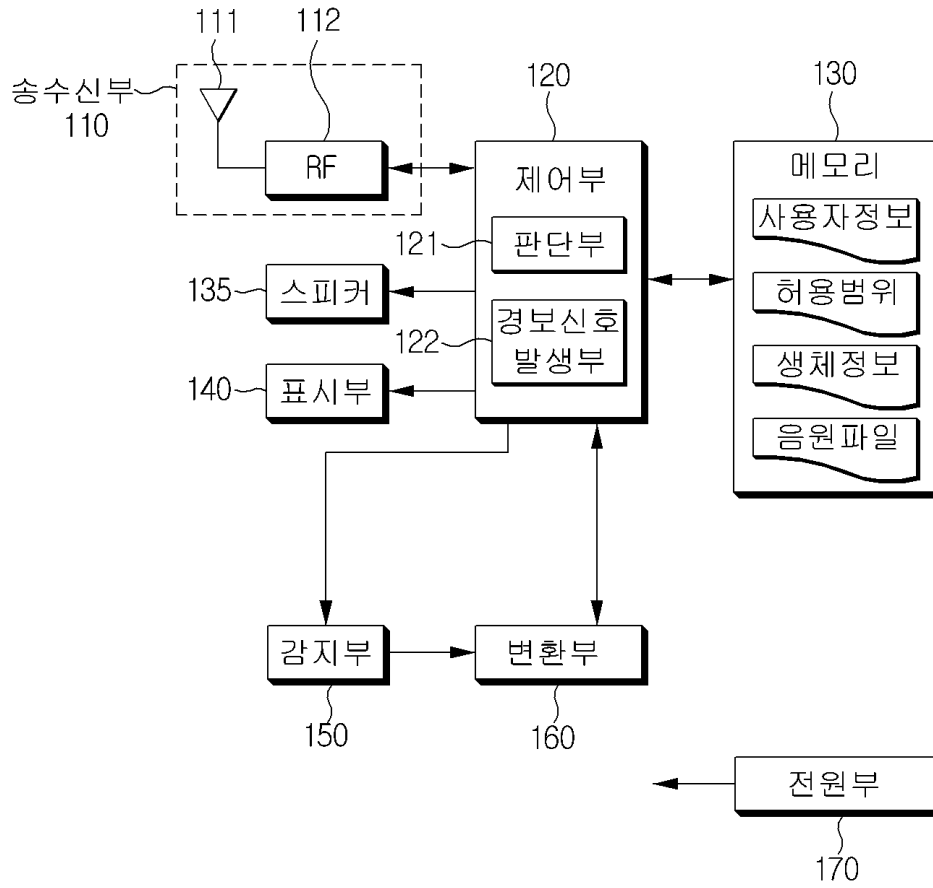 111
112
송수신부
110
RF
120
제어부
121
판단부
122
경보신호
발생부
130
메모리
사용자정보
허용범위
생체정보
음원파일
135
스피커
140
표시부
감지부
150
변환부
160
전원부
170